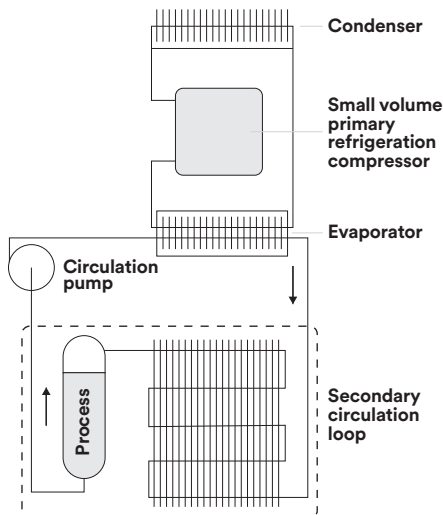 Condenser
Small volume
primary
refrigeration
compressor
Evaporator
Circulation
pump
Process
Secondary
circulation
loop